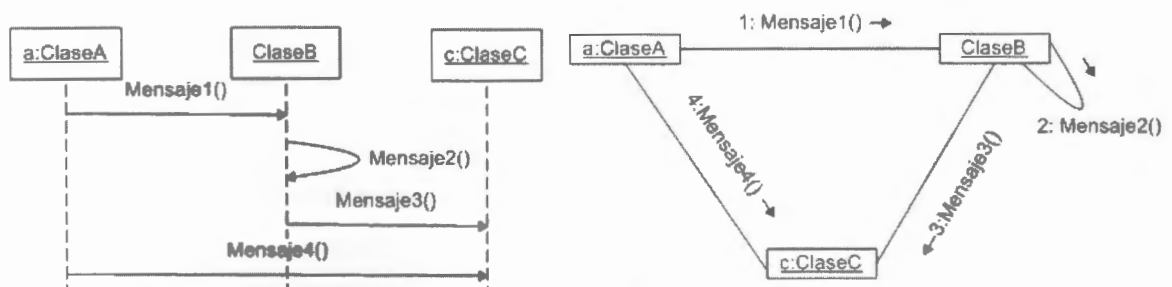 a:ClaseA
ClaseB
c:ClaseC
Mensaje1()
Mensaje2()
Mensaje3()
Mensaje4()
1: Mensaje1() →
a:ClaseA
ClaseB
2: Mensaje2()
4:Mensaje4() →
←3:Mensaje3()
c:ClaseC